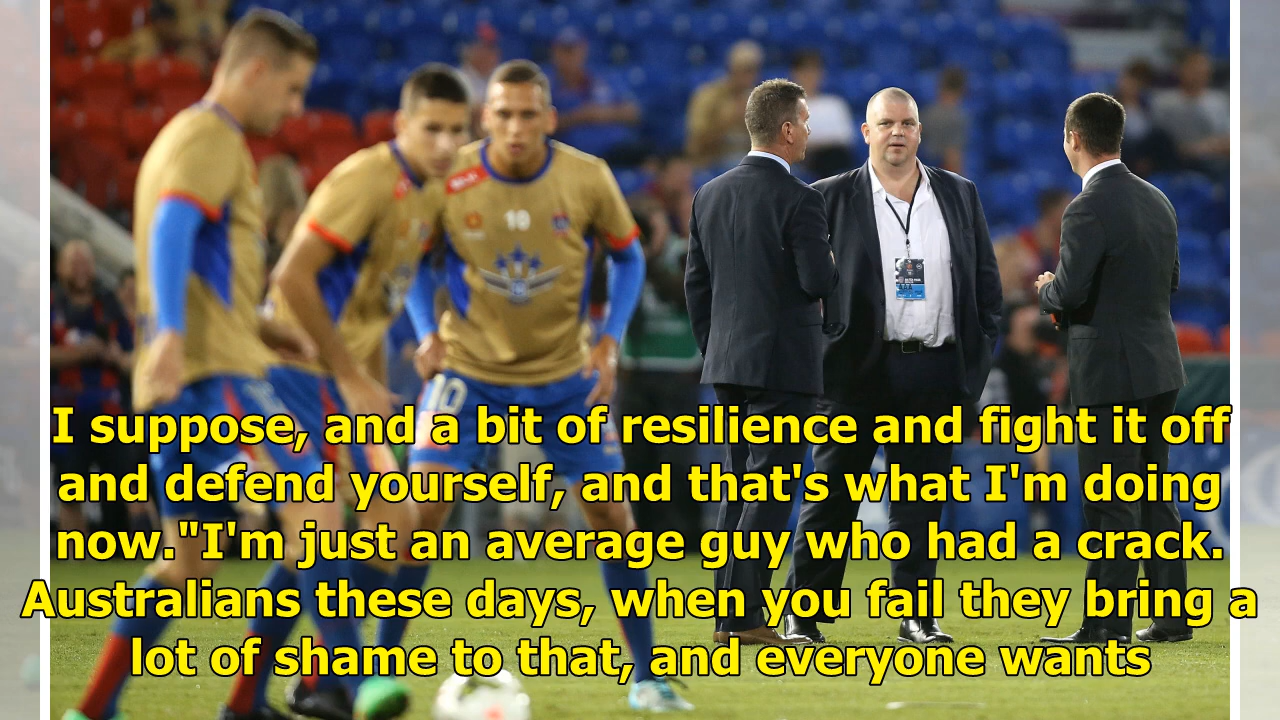 10
10
I suppose, and a bit of resilience and fight it off
and defend yourself, and that's what I'm doing
now."I'm just an average guy who had a crack.
Australians these days, when you fail they bring a
lot of shame to that, and everyone wants